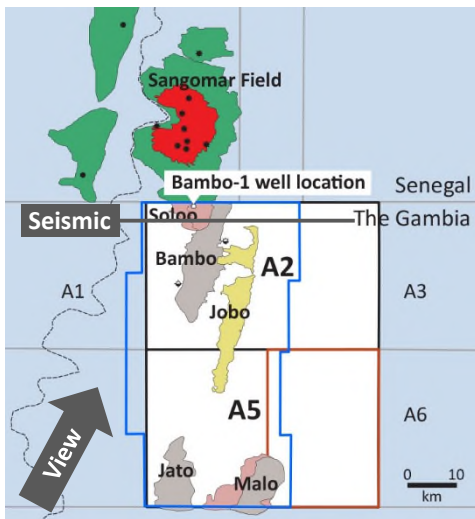 Sangomar Field
Bambo-1 well location
Senegal
Soloo
Seismic
The Gambia
Bambo
A2
A1
A3
Jobo
A5
A6
View
Jato
Malo
0 10
km